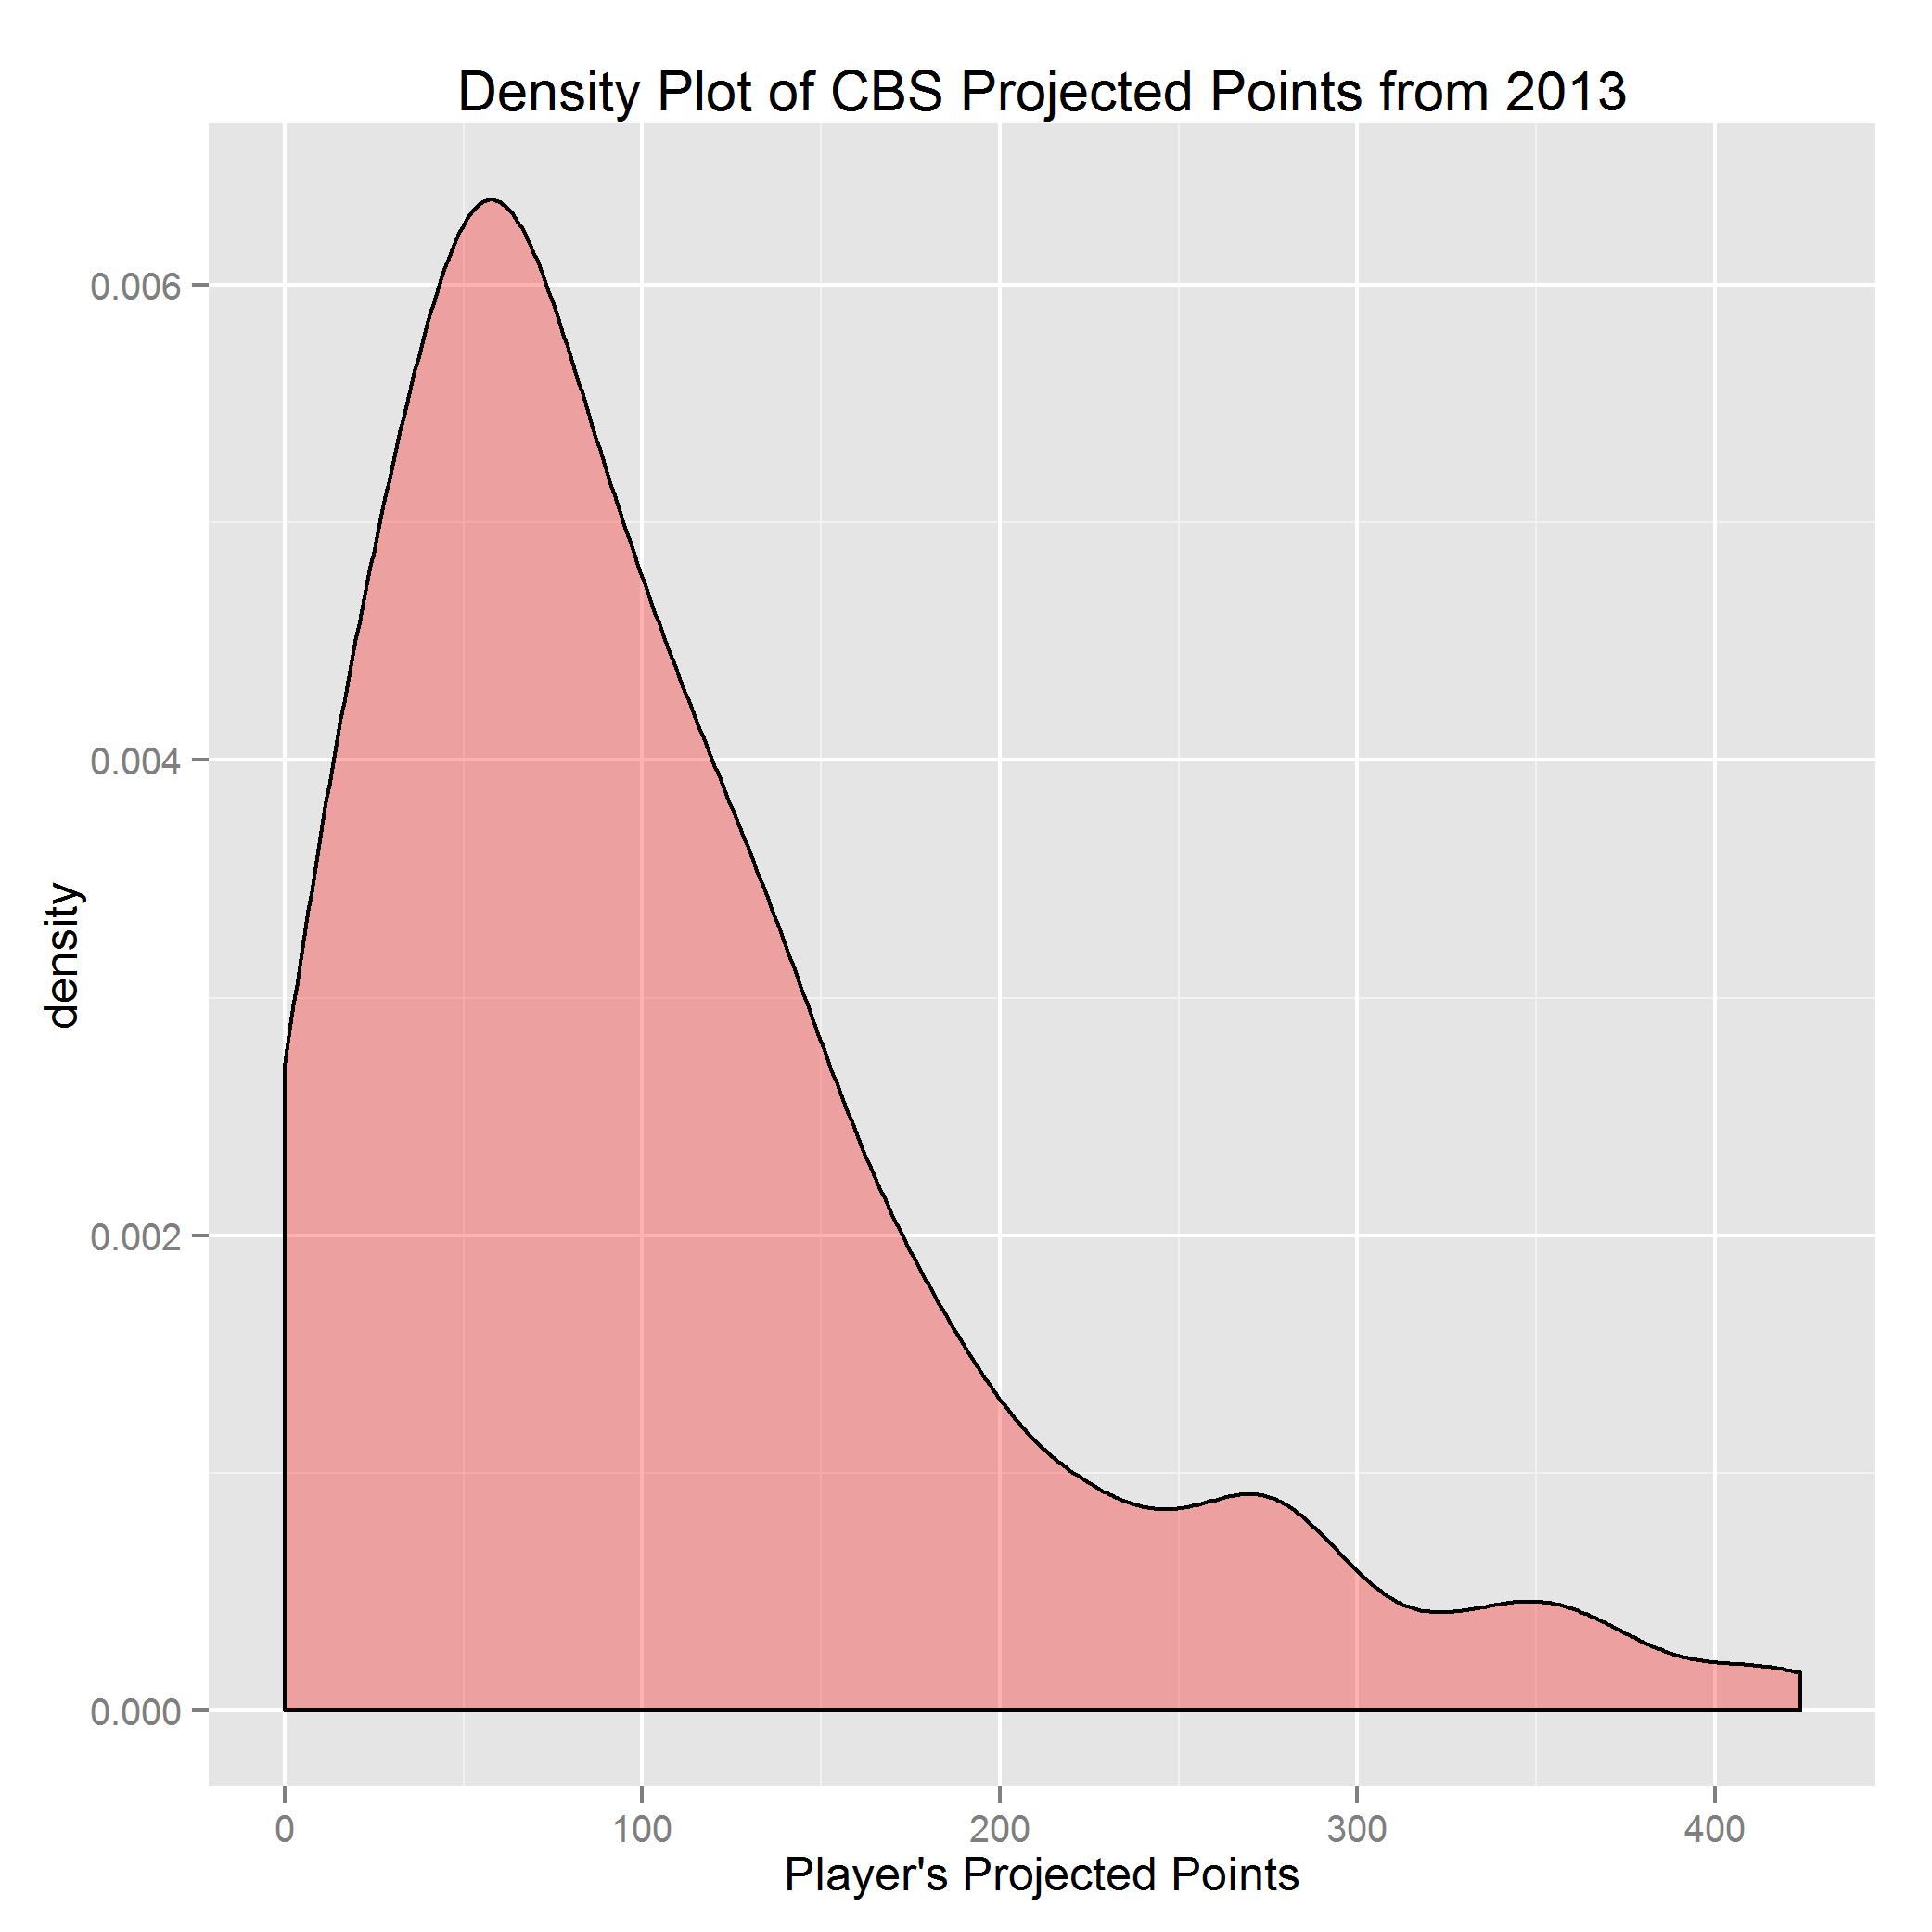 Density Plot of CBS Projected Points from 2013
density
0.006
0.004
0.002
0.000
0 100 200 300 400
Player's Projected Points